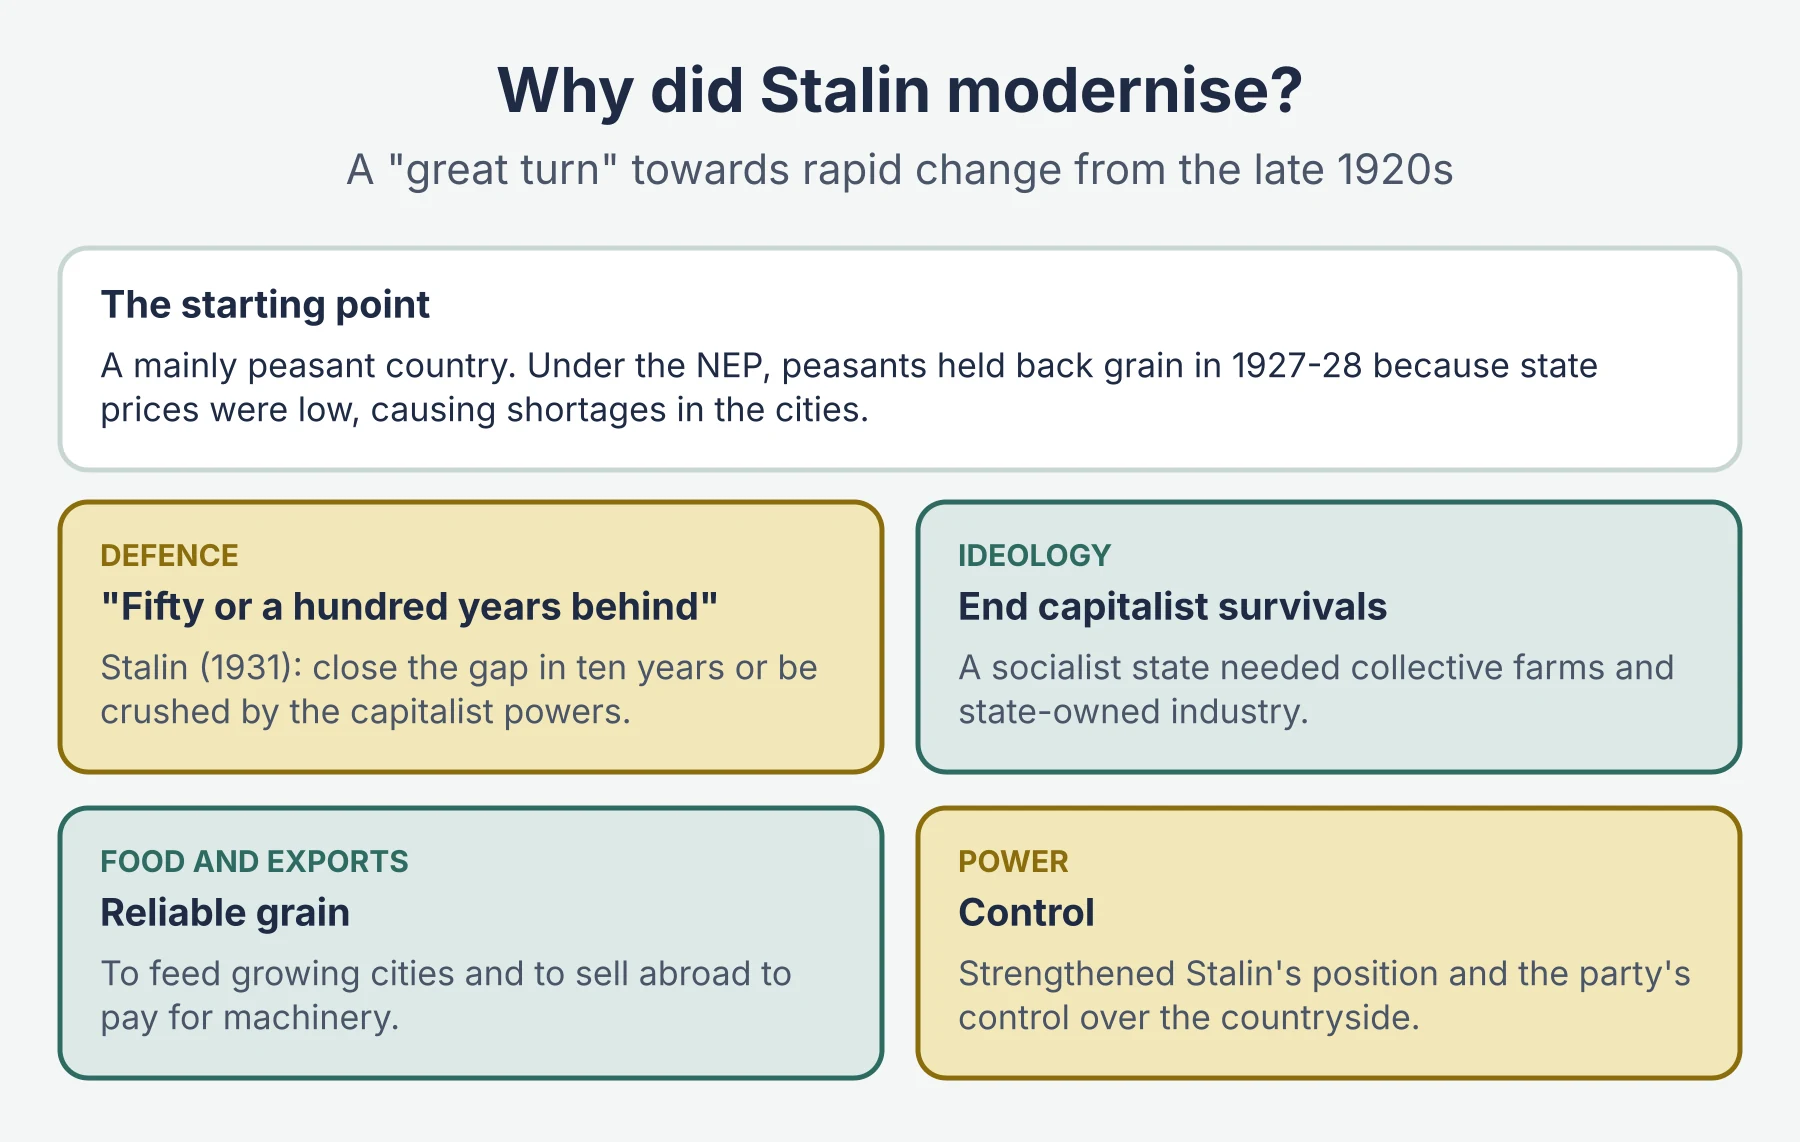 Why did Stalin modernise?
A "great turn" towards rapid change from the late 1920s
The starting point
A mainly peasant country. Under the NEP, peasants held back grain in 1927-28 because state
prices were low, causing shortages in the cities.
DEFENCE
"Fifty or a hundred years behind"
Stalin (1931): close the gap in ten years or be
crushed by the capitalist powers.
IDEOLOGY
End capitalist survivals
A socialist state needed collective farms and
state-owned industry.
FOOD AND EXPORTS
Reliable grain
To feed growing cities and to sell abroad to
pay for machinery.
POWER
Control
Strengthened Stalin's position and the party's
control over the countryside.